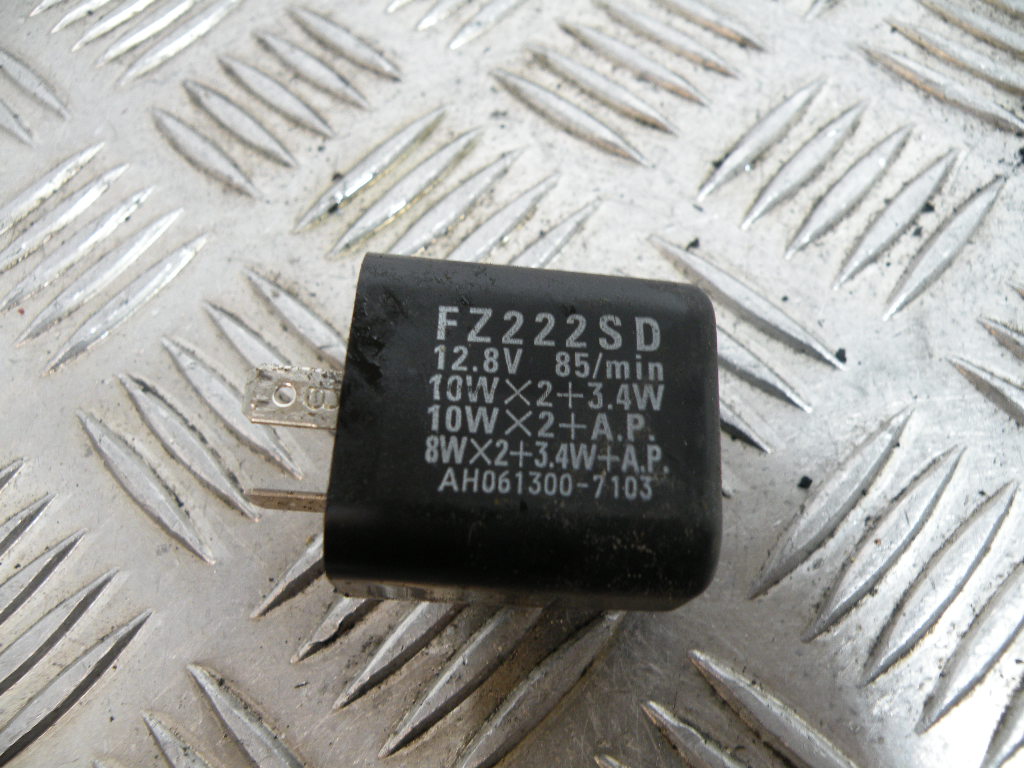 FZ222SD
12.8V 85/min
10W×2+3.4W
10W×2+A.P.
8W×2+3.4W+A.P.
AH061300-7103